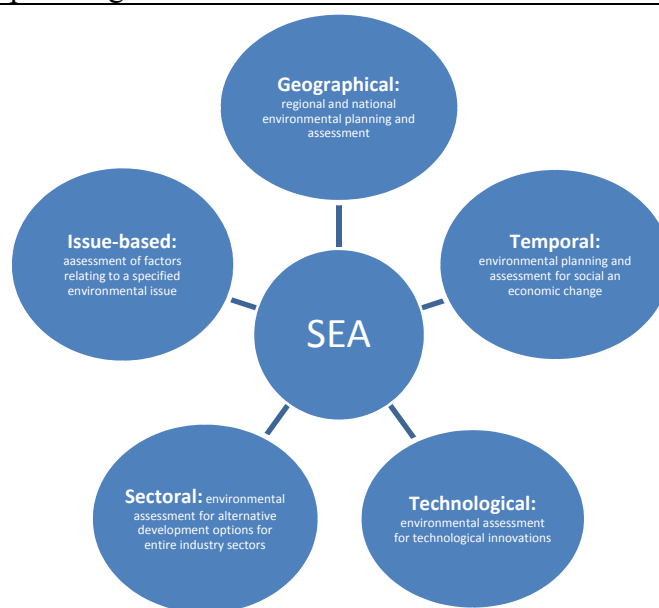 Geographical:
regional and national
environmental planning and
assessment
Issue-based:
aasessment of factors
relating to a specified
environmental issue
Temporal:
environmental planning and
assessment for social an
economic change
SEA
Sectoral: environmental
assessment for alternative
development options for
entire industry sectors
Technological:
environmental assessment
for technological innovations